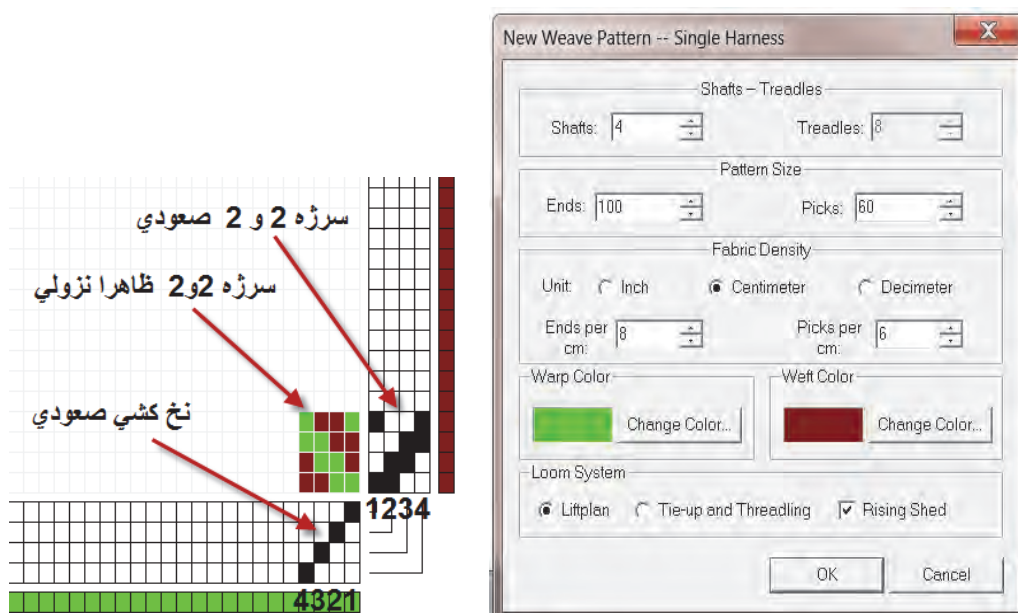 سرژه 2 و 2 صعودي
سرژه 2و2 ظاهرا نزولي
نخ كشي صعودي
1234
4321
New Weave Pattern -- Single Harness
Shafts – Treadles
Shafts: 4 Treadles: 8
Pattern Size
Ends: 100 Picks: 60
Fabric Density
Unit: Inch Centimeter Decimeter
Ends per cm: 8 Picks per cm: 6
Warp Color Weft Color
Change Color... Change Color...
Loom System
Liftplan Tie-up and Threadling Rising Shed
OK Cancel